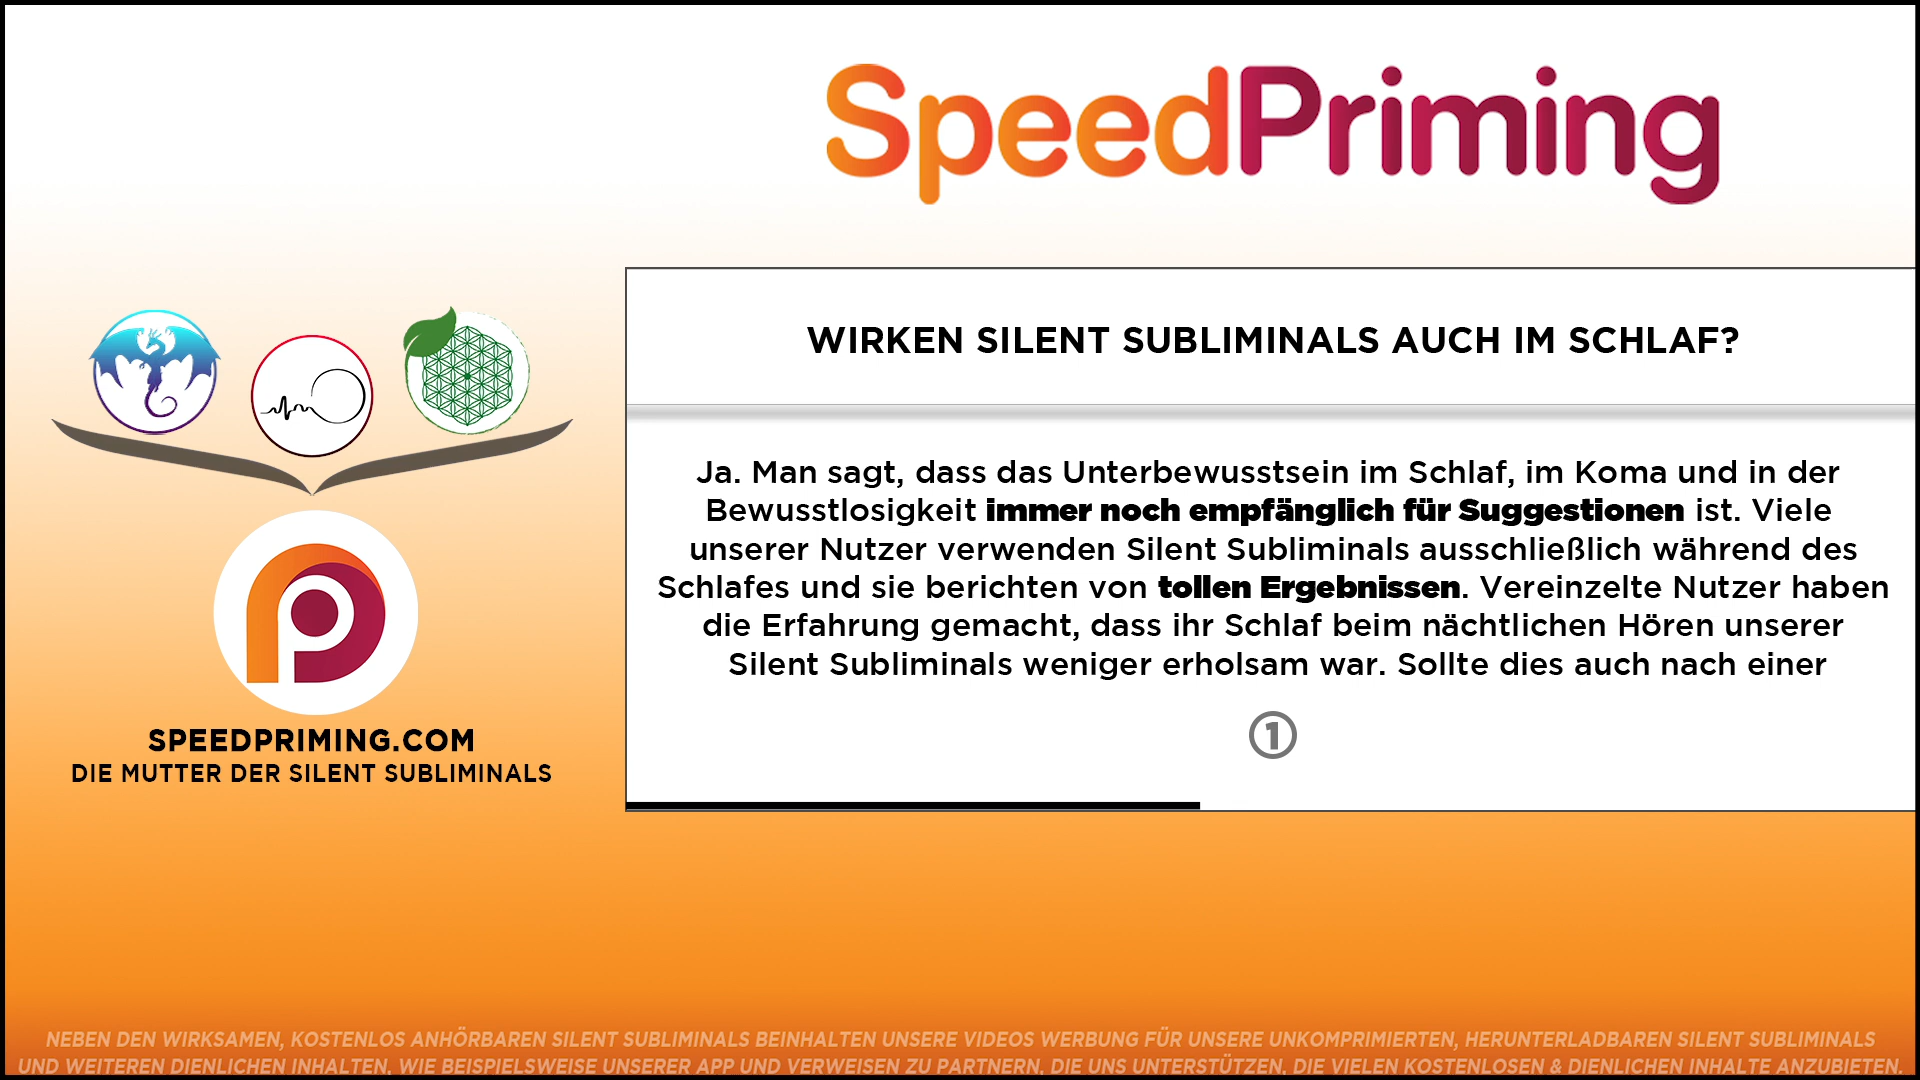 SpeedPriming
WIRKEN SILENT SUBLIMINALS AUCH IM SCHLAF?
Ja. Man sagt, dass das Unterbewusstsein im Schlaf, im Koma und in der
Bewusstlosigkeit immer noch empfänglich für Suggestionen ist. Viele
unserer Nutzer verwenden Silent Subliminals ausschließlich während des
Schlafes und sie berichten von tollen Ergebnissen. Vereinzelte Nutzer haben
die Erfahrung gemacht, dass ihr Schlaf beim nächtlichen Hören unserer
Silent Subliminals weniger erholsam war. Sollte dies auch nach einer
1
SPEEDPRIMING.COM
DIE MUTTER DER SILENT SUBLIMINALS
NEBEN DEN WIRKSAMEN, KOSTENLOS ANHÖRBAREN SILENT SUBLIMINALS BEINHALTEN UNSERE VIDEOS WERBUNG FÜR UNSERE UNKOMPRIMIERTEN, HERUNTERLADBAREN SILENT SUBLIMINALS
UND WEITEREN DIENLICHEN INHALTEN, WIE BEISPIELSWEISE UNSERER APP UND VERWEISEN ZU PARTNERN, DIE UNS UNTERSTÜTZEN, DIE VIELEN KOSTENLOSEN & DIENLICHEN INHALTE ANZUBIETEN.